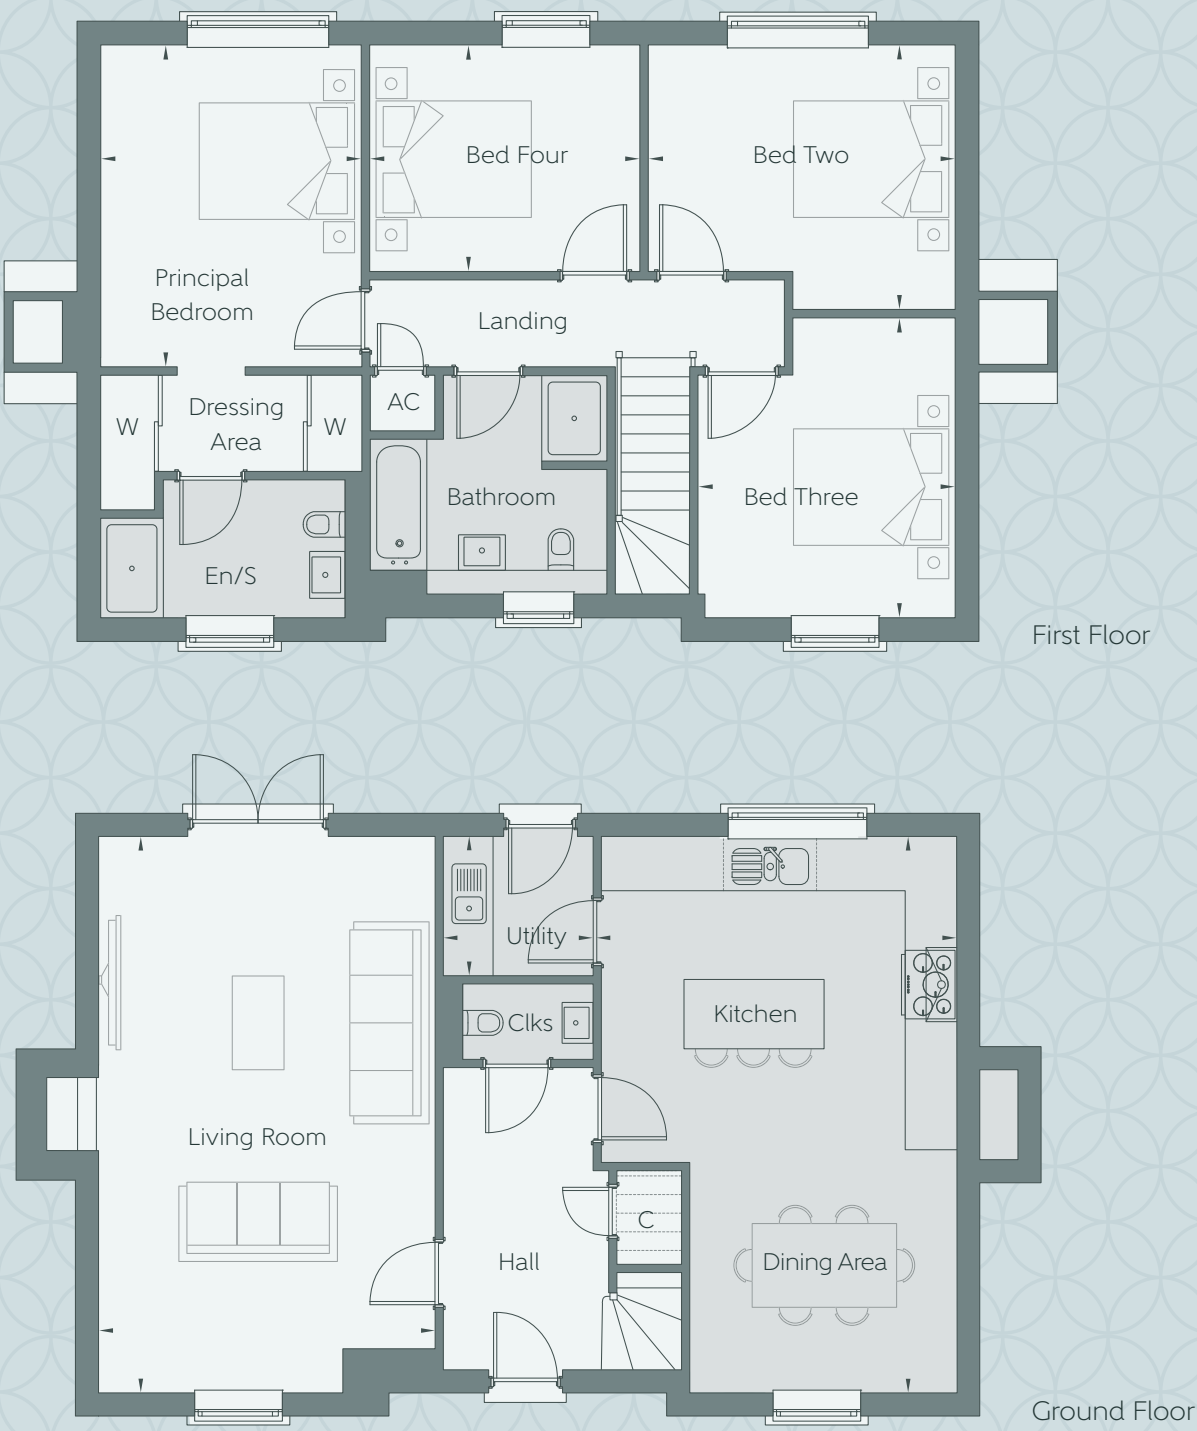 Bed Four
Bed Two
Principal
Bedroom
Landing
Dressing
Area
W
W
AC
Bathroom
Bed Three
En/S
First Floor
Utility
Clks
Kitchen
Living Room
C
Hall
Dining Area
Ground Floor